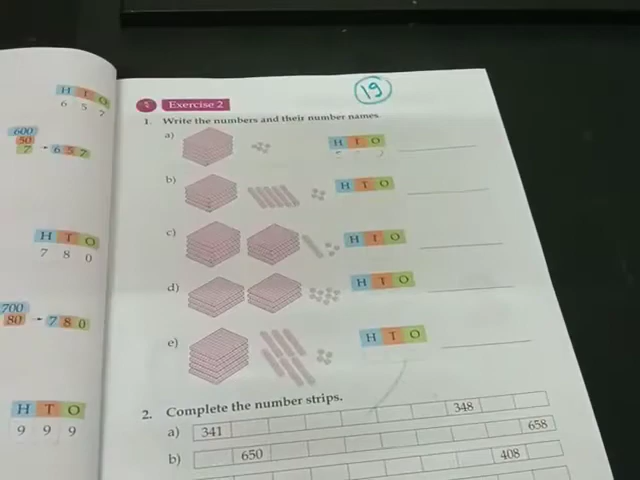 H T O
6 5 7
600
50
7 - 6 5 7
H T O
7 8 0
700
80 - 7 8 0
H T O
9 9 9
19
Exercise 2
1. Write the numbers and their number names.
a) H T O
b) H T O
c) H T O
d) H T O
e) H T O
2. Complete the number strips.
a) 341 348
b) 650 658
408